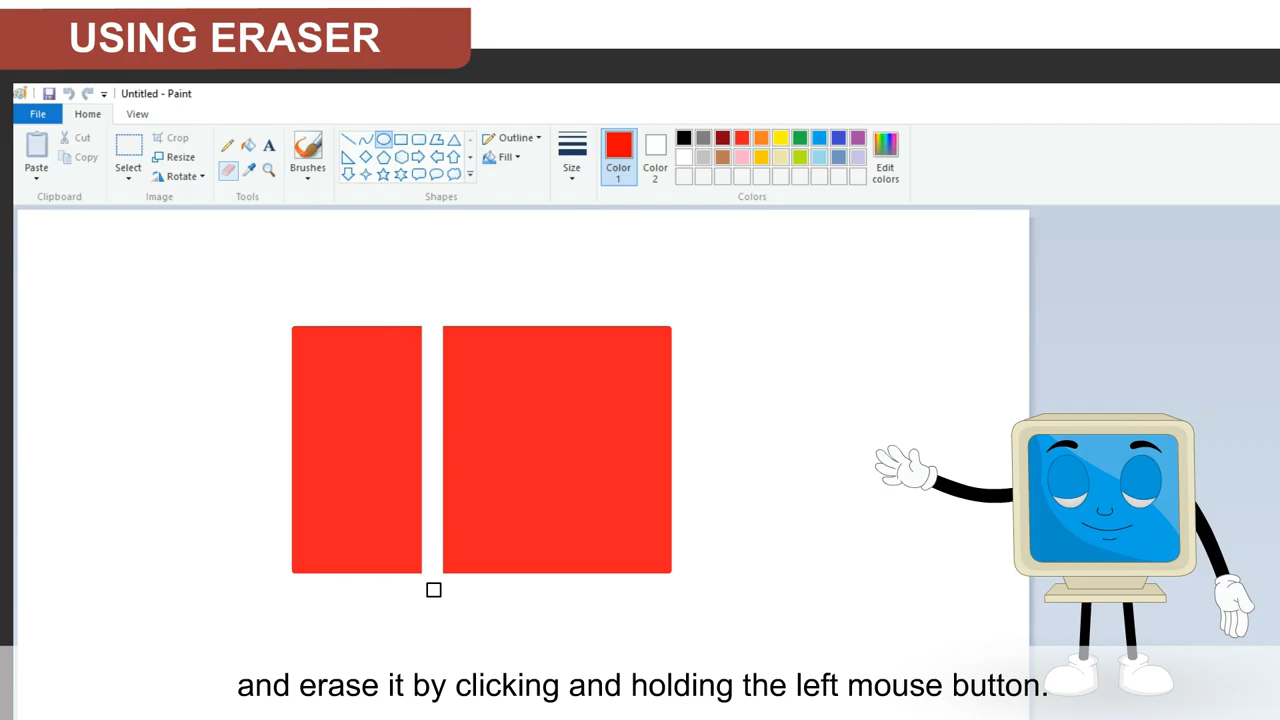 USING ERASER
Untitled - Paint
File Home View
Paste Cut Copy
Clipboard
Select Crop Resize Rotate
Image
A
Tools
Brushes
Outline Fill
Shapes
Size
Color 1 Color 2 Edit colors
Colors
and erase it by clicking and holding the left mouse button.